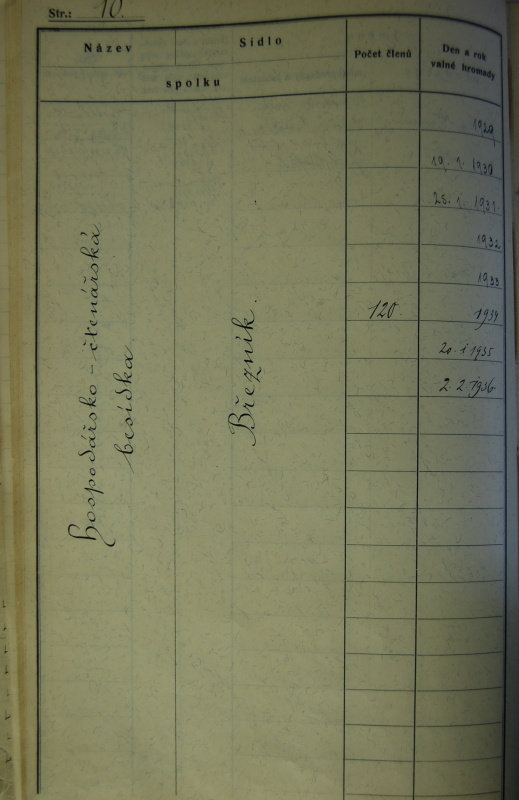 Str.: 10.
Název
Sídlo
spolku
Počet členů
Den a rok
valné hromady
Hospodářsko-čtenářská
besídka
Březník.
1929
19. 1. 1930
25. 1. 1931
1932
1933
120. 1934
20. 1 1935
2. 2. 1936